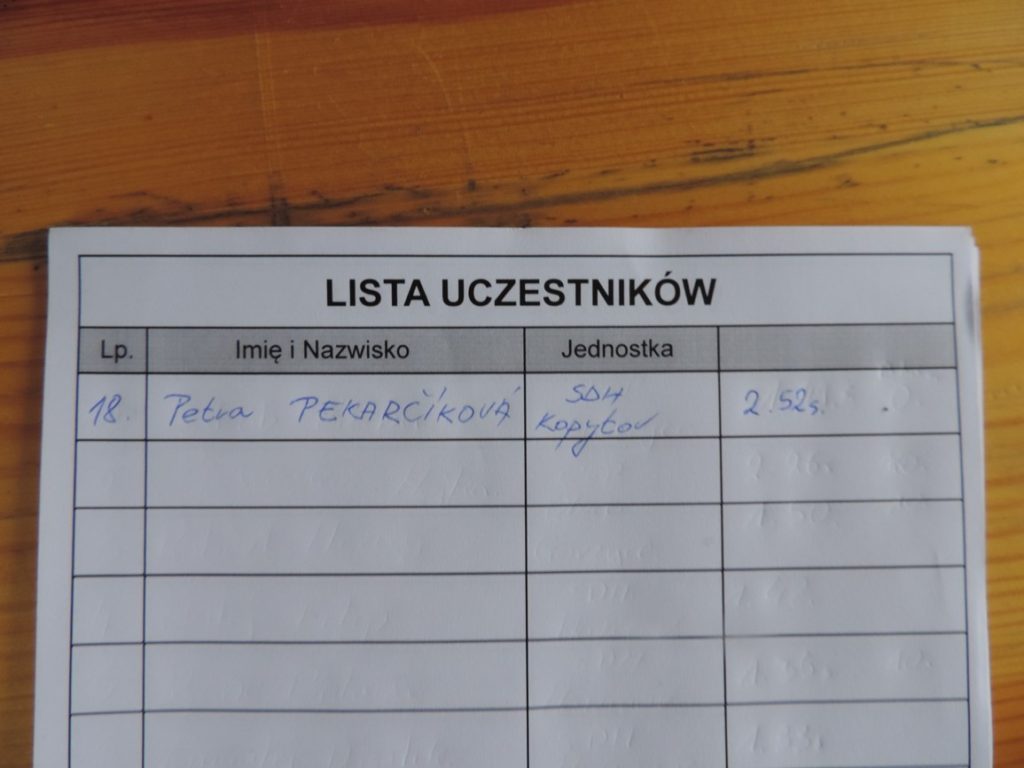 LISTA UCZESTNIKÓW
Lp. Imię i Nazwisko Jednostka
18. Petra PEKARČÍKOVÁ SDH Kopytov 2.52s.